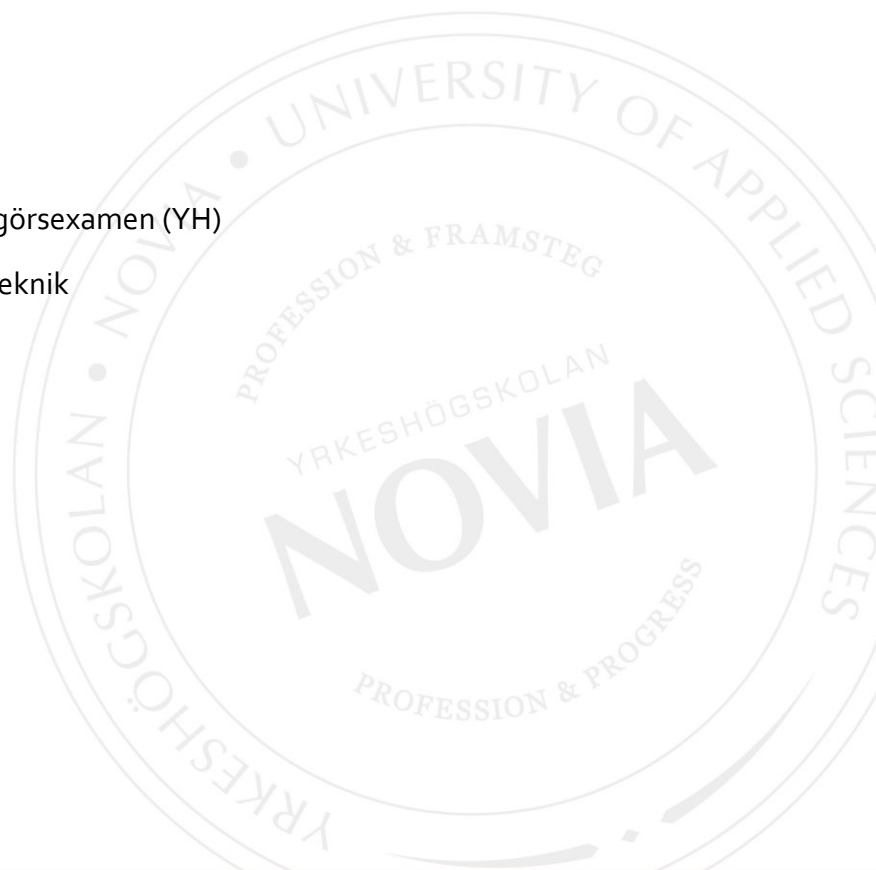 görsexamen (YH)
eknik
YRKESHÖGSKOLAN • NOVIA • UNIVERSITY OF APPLIED SCIENCES
PROFESSION & FRAMSTEG
YRKESHÖGSKOLAN
NOVIA
PROFESSION & PROGRESS